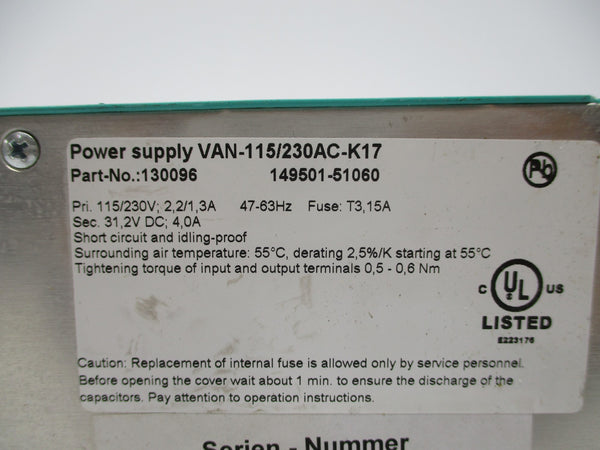 Power supply VAN-115/230AC-K17
Part-No.:130096 149501-51060
Pb
Pri. 115/230V; 2,2/1,3A 47-63Hz Fuse: T3,15A
Sec. 31,2V DC; 4,0A
Short circuit and idling-proof
Surrounding air temperature: 55°C, derating 2,5%/K starting at 55°C
Tightening torque of input and output terminals 0,5 - 0,6 Nm
C UL US
LISTED
E223176
Caution: Replacement of internal fuse is allowed only by service personnel.
Before opening the cover wait about 1 min. to ensure the discharge of the
capacitors. Pay attention to operation instructions.
Serien - Nummer